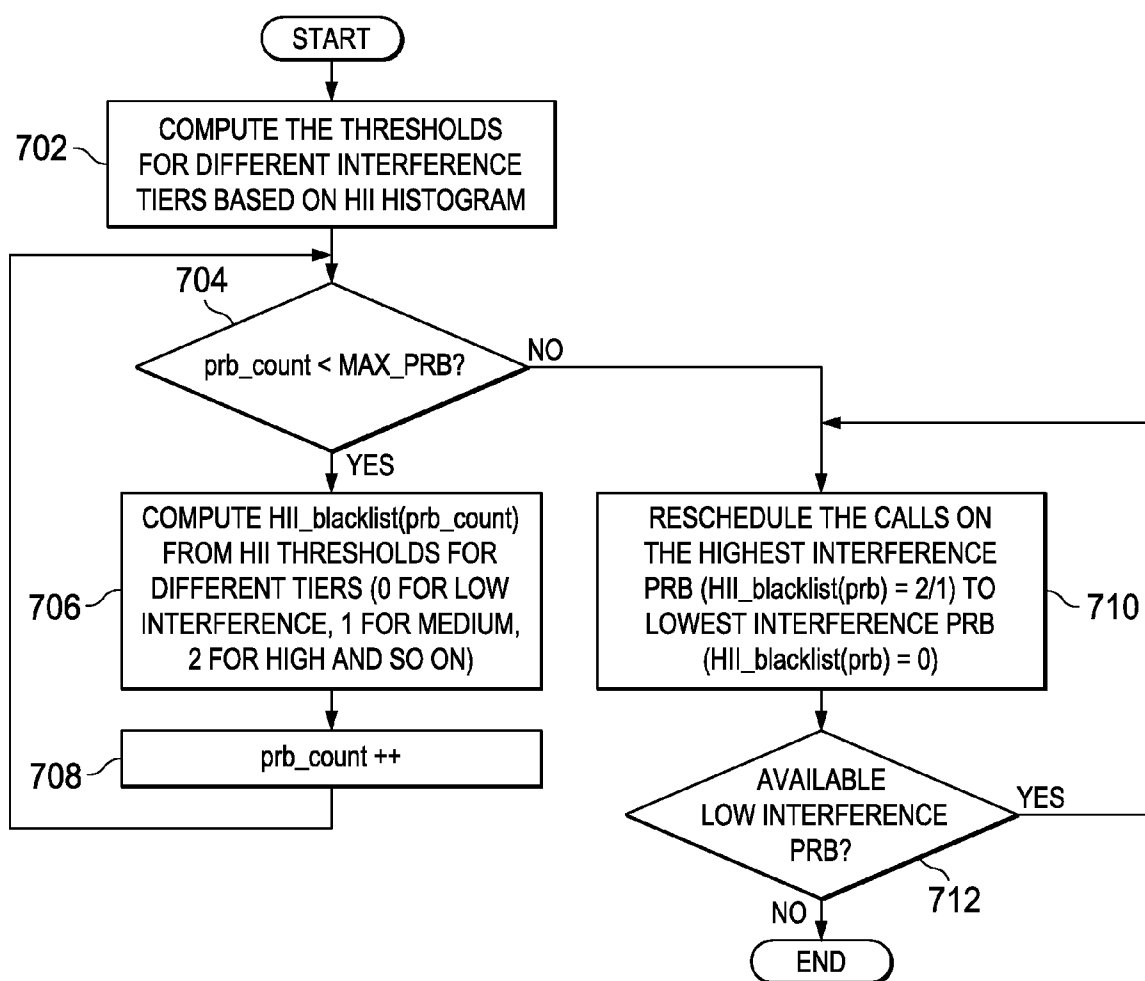 START
702
COMPUTE THE THRESHOLDS
FOR DIFFERENT INTERFERENCE
TIERS BASED ON HII HISTOGRAM
704
prb_count < MAX_PRB?
NO
YES
706
COMPUTE HII_blacklist(prb_count)
FROM HII THRESHOLDS FOR
DIFFERENT TIERS (0 FOR LOW
INTERFERENCE, 1 FOR MEDIUM,
2 FOR HIGH AND SO ON)
708
prb_count ++
RESCHEDULE THE CALLS ON
THE HIGHEST INTERFERENCE
PRB (HII_blacklist(prb) = 2/1) TO
LOWEST INTERFERENCE PRB
(HII_blacklist(prb) = 0)
710
AVAILABLE
LOW INTERFERENCE
PRB?
YES
712
NO
END